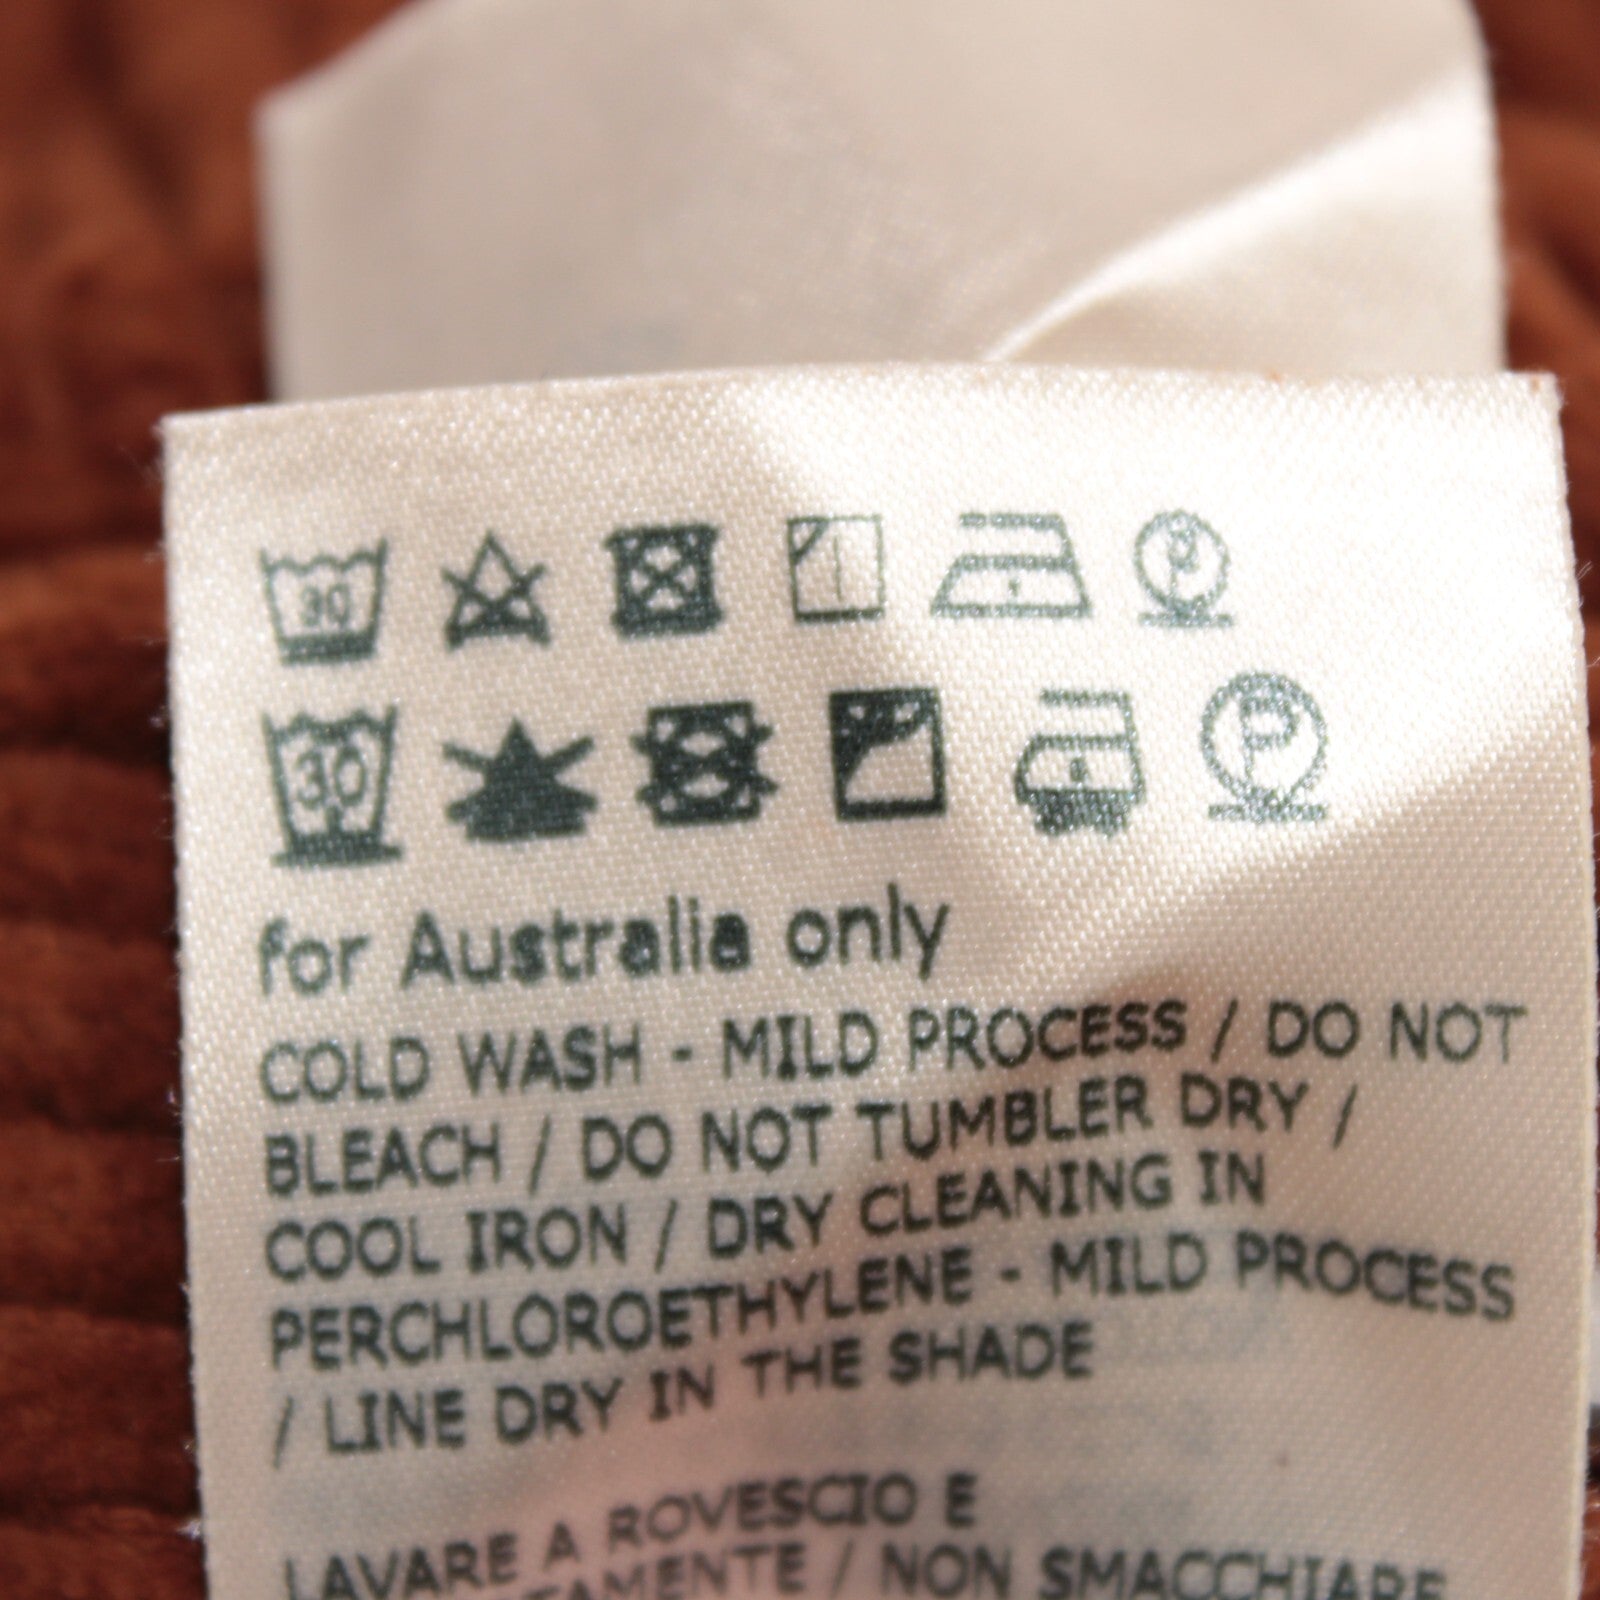 30
P
30
P
for Australia only
COLD WASH - MILD PROCESS / DO NOT
BLEACH / DO NOT TUMBLER DRY /
COOL IRON / DRY CLEANING IN
PERCHLOROETHYLENE - MILD PROCESS
/ LINE DRY IN THE SHADE
LAVARE A ROVESCIO E
/ NON SMACCHIARE